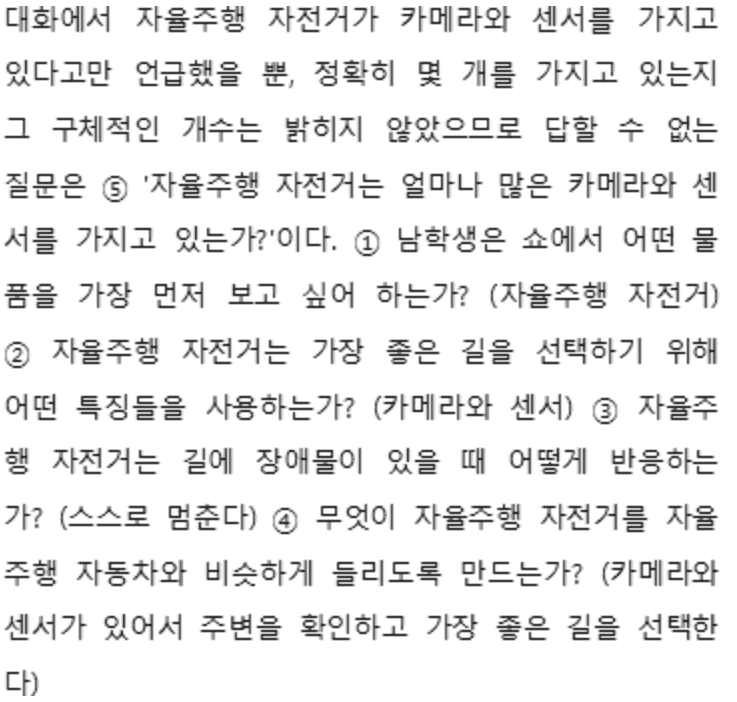 대화에서 자율주행 자전거가 카메라와 센서를 가지고
있다고만 언급했을 뿐, 정확히 몇 개를 가지고 있는지
그 구체적인 개수는 밝히지 않았으므로 답할 수 없는
질문은 ⑤ '자율주행 자전거는 얼마나 많은 카메라와 센
서를 가지고 있는가?'이다. ① 남학생은 쇼에서 어떤 물
품을 가장 먼저 보고 싶어 하는가? (자율주행 자전거)
② 자율주행 자전거는 가장 좋은 길을 선택하기 위해
어떤 특징들을 사용하는가? (카메라와 센서) ③ 자율주
행 자전거는 길에 장애물이 있을 때 어떻게 반응하는
가? (스스로 멈춘다) ④ 무엇이 자율주행 자전거를 자율
주행 자동차와 비슷하게 들리도록 만드는가? (카메라와
센서가 있어서 주변을 확인하고 가장 좋은 길을 선택한
다)